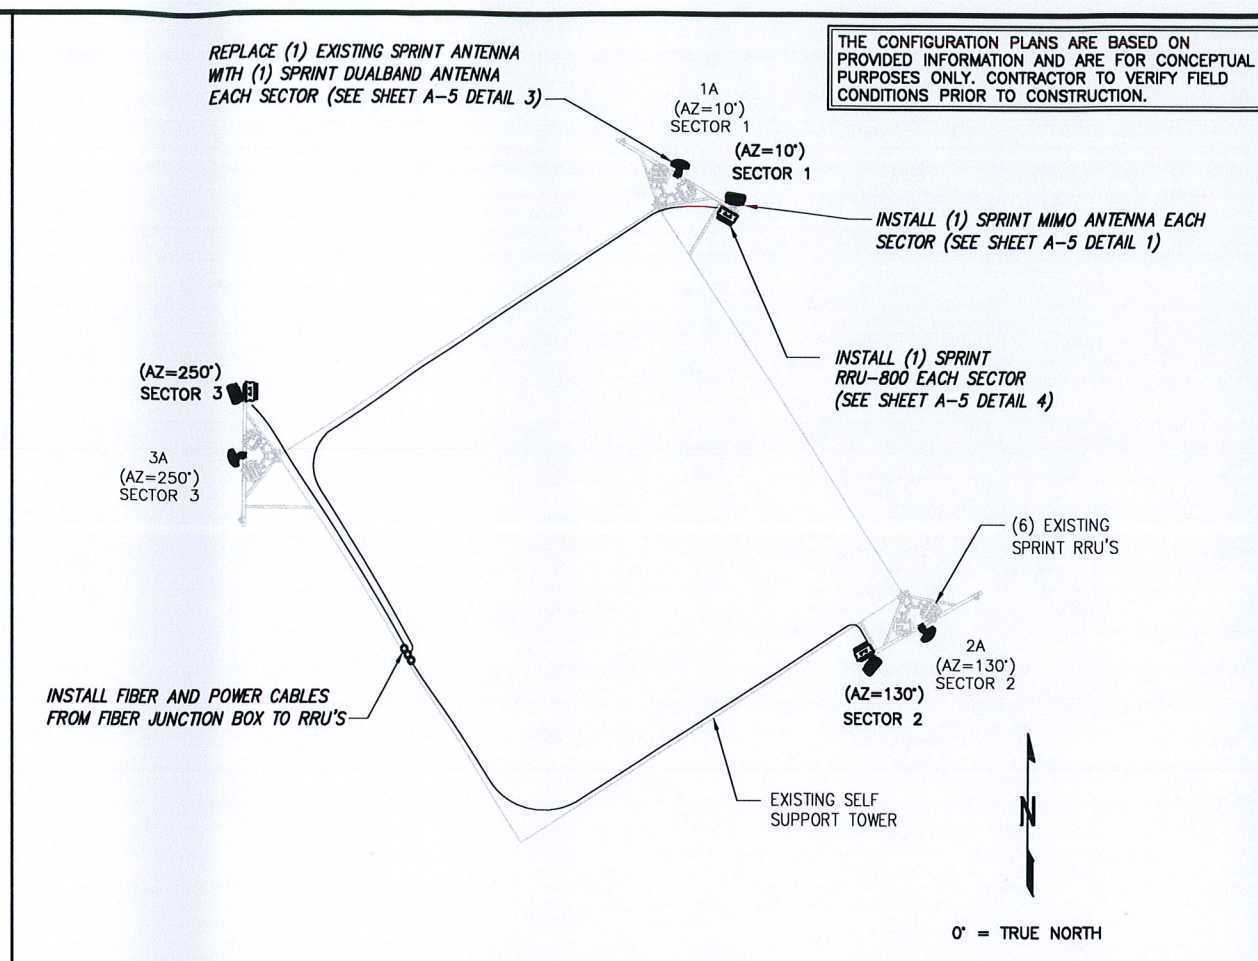 REPLACE (1) EXISTING SPRINT ANTENNA
WITH (1) SPRINT DUALBAND ANTENNA
EACH SECTOR (SEE SHEET A-5 DETAIL 3)
THE CONFIGURATION PLANS ARE BASED ON
PROVIDED INFORMATION AND ARE FOR CONCEPTUAL
PURPOSES ONLY. CONTRACTOR TO VERIFY FIELD
CONDITIONS PRIOR TO CONSTRUCTION.
1A
(AZ=10°)
SECTOR 1
(AZ=10°)
SECTOR 1
INSTALL (1) SPRINT MIMO ANTENNA EACH
SECTOR (SEE SHEET A-5 DETAIL 1)
INSTALL (1) SPRINT
RRU-800 EACH SECTOR
(SEE SHEET A-5 DETAIL 4)
(AZ=250°)
SECTOR 3
3A
(AZ=250°)
SECTOR 3
(6) EXISTING
SPRINT RRU'S
2A
(AZ=130°)
SECTOR 2
(AZ=130°)
SECTOR 2
INSTALL FIBER AND POWER CABLES
FROM FIBER JUNCTION BOX TO RRU'S
EXISTING SELF
SUPPORT TOWER
N
0° = TRUE NORTH